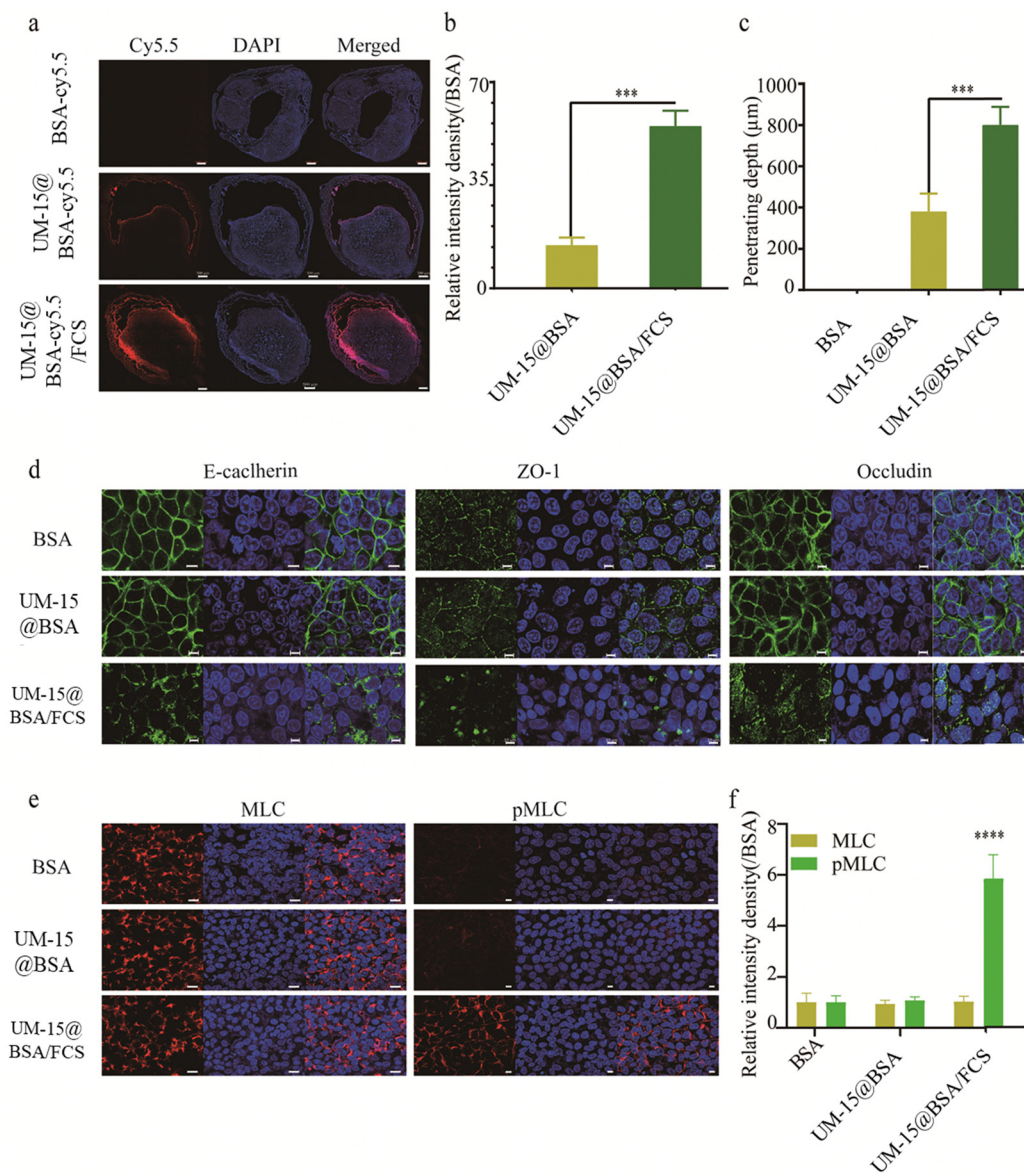 a
Cy5.5 DAPI Merged
BSA-cy5.5
UM-15@
BSA-cy5.5
UM-15@
BSA-cy5.5
/FCS
b
Relative intensity density(/BSA)
70
35
0
***
UM-15@BSA
UM-15@BSA/FCS
c
Penetrating depth (μm)
1000
800
600
400
200
0
***
BSA
UM-15@BSA
UM-15@BSA/FCS
d
E-caclherin ZO-1 Occludin
BSA
UM-15
@BSA
UM-15@
BSA/FCS
e
MLC pMLC
BSA
UM-15
@BSA
UM-15@
BSA/FCS
f
Relative intensity density(/BSA)
8
6
4
2
0
MLC
pMLC
****
BSA
UM-15@BSA
UM-15@BSA/FCS